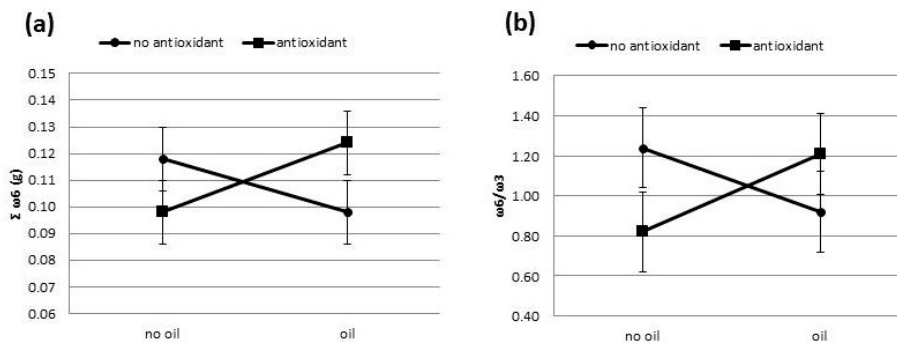 (a)
no antioxidant antioxidant
0.15
0.14
0.13
0.12
0.11
0.10
0.09
0.08
0.07
0.06
Σ ω6 (g)
no oil oil
(b)
no antioxidant antioxidant
1.60
1.40
1.20
1.00
0.80
0.60
0.40
ω6/ω3
no oil oil